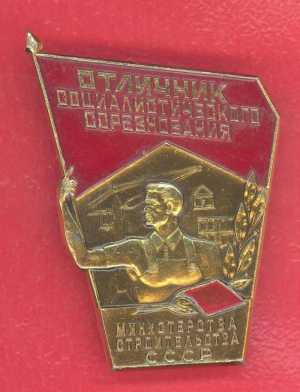 ОТЛИЧНИК
СОЦИАЛИСТИЧЕСКОГО
СОРЕВНОВАНИЯ
МИНИСТЕРСТВА
СТРОИТЕЛЬСТВА
СССР